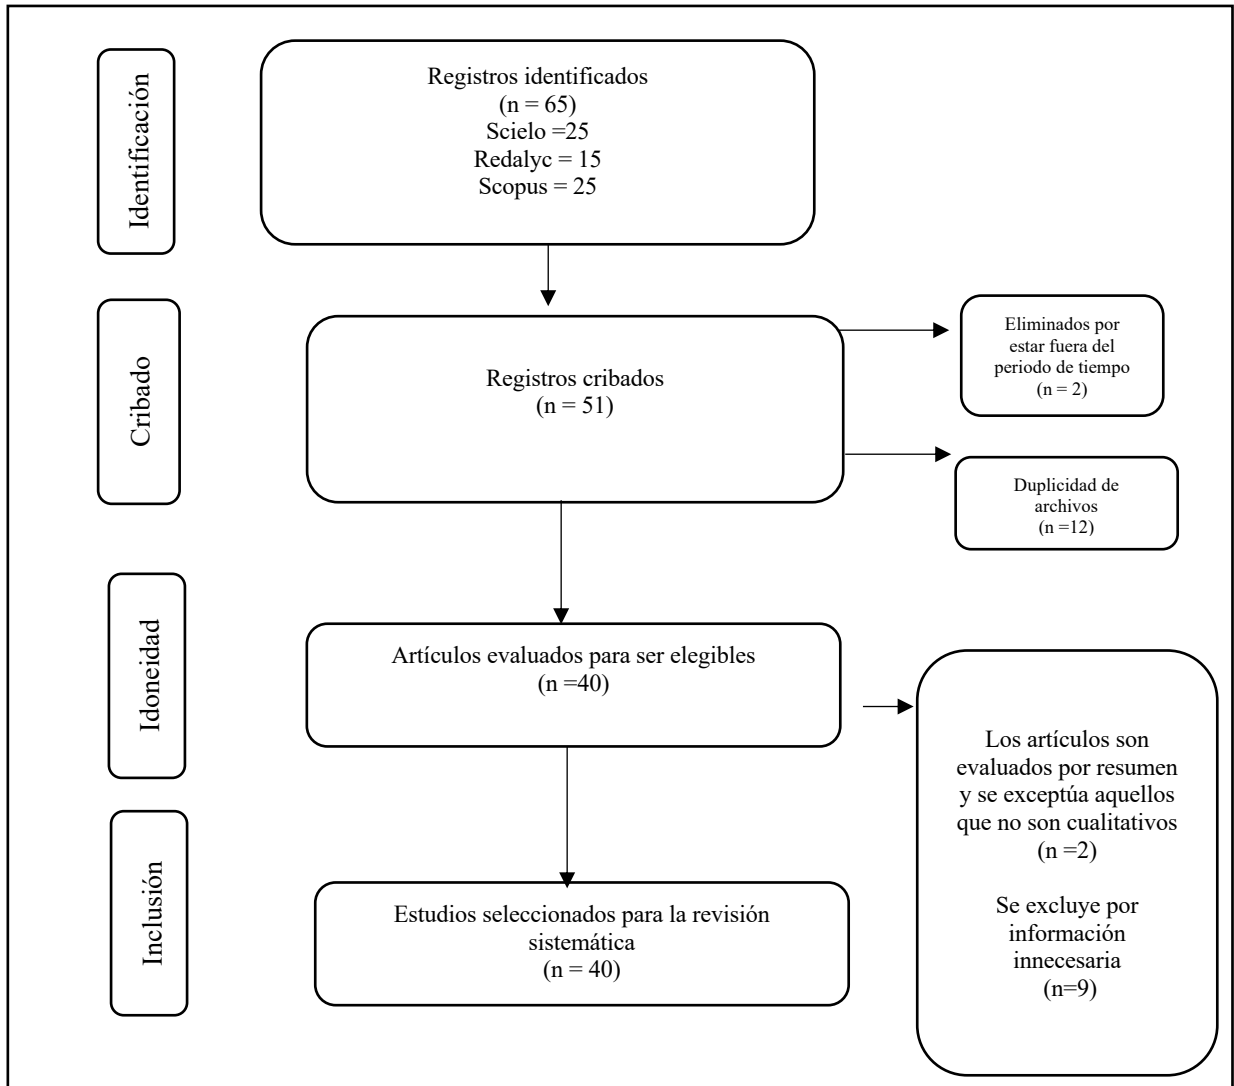 Identificación
Registros identificados
(n = 65)
Scielo =25
Redalyc = 15
Scopus = 25
Cribado
Registros cribados
(n = 51)
Eliminados por
estar fuera del
periodo de tiempo
(n = 2)
Duplicidad de
archivos
(n =12)
Idoneidad
Artículos evaluados para ser elegibles
(n =40)
Los artículos son
evaluados por resumen
y se exceptúa aquellos
que no son cualitativos
(n =2)
Se excluye por
información
innecesaria
(n=9)
Inclusión
Estudios seleccionados para la revisión
sistemática
(n = 40)